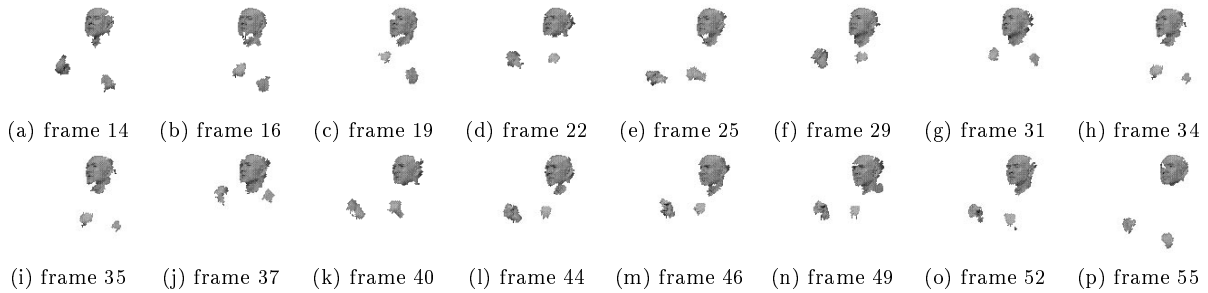 (a) frame 14 (b) frame 16 (c) frame 19 (d) frame 22 (e) frame 25 (f) frame 29 (g) frame 31 (h) frame 34
(i) frame 35 (j) frame 37 (k) frame 40 (l) frame 44 (m) frame 46 (n) frame 49 (o) frame 52 (p) frame 55